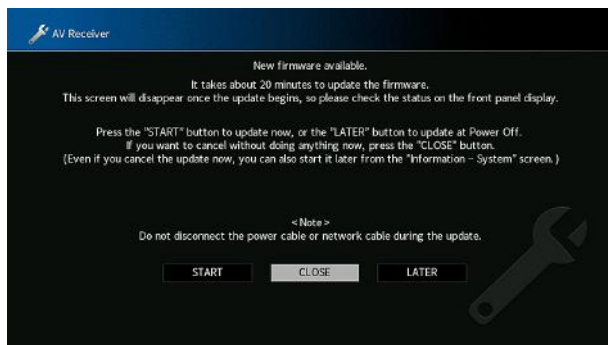 AV Receiver
New firmware available.
It takes about 20 minutes to update the firmware.
This screen will disappear once the update begins, so please check the status on the front panel display.
Press the "START" button to update now, or the "LATER" button to update at Power Off.
If you want to cancel without doing anything now, press the "CLOSE" button.
(Even if you cancel the update now, you can also start it later from the "Information - System" screen.)
<Note>
Do not disconnect the power cable or network cable during the update.
START CLOSE LATER